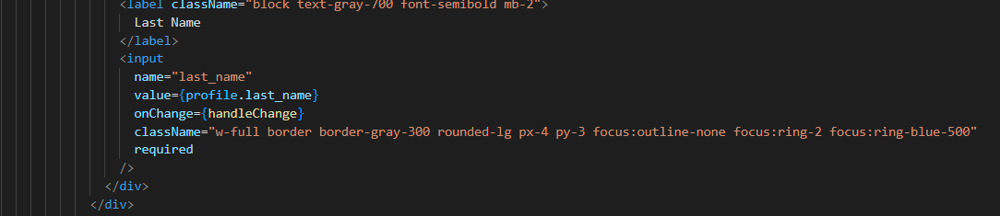 <label className="block text-gray-700 font-semibold mb-2">
Last Name
</label>
<input
name="last_name"
value={profile.last_name}
onChange={handleChange}
className="w-full border border-gray-300 rounded-lg px-4 py-3 focus:outline-none focus:ring-2 focus:ring-blue-500"
required
/>
</div>
</div>